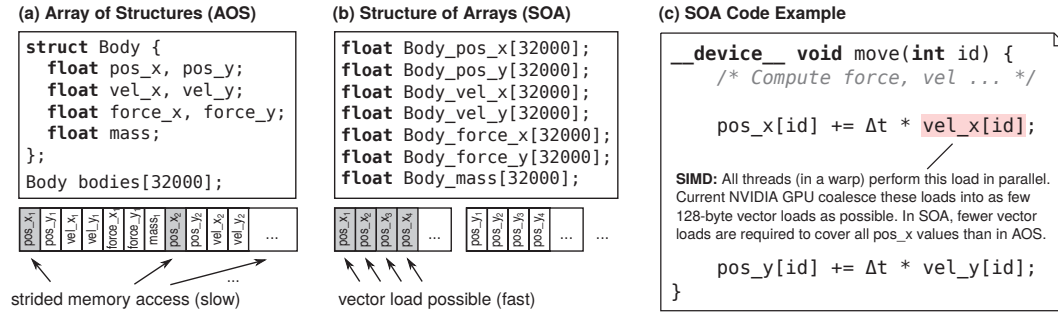 (a) Array of Structures (AOS)
struct Body {
float pos_x, pos_y;
float vel_x, vel_y;
float force_x, force_y;
float mass;
};
Body bodies[32000];
pos_x₁ pos_y₁ vel_x₁ vel_y₁ force_x₁ force_y₁ mass₁ pos_x₂ pos_y₂ vel_x₂ vel_y₂ ...
...
strided memory access (slow)
(b) Structure of Arrays (SOA)
float Body_pos_x[32000];
float Body_pos_y[32000];
float Body_vel_x[32000];
float Body_vel_y[32000];
float Body_force_x[32000];
float Body_force_y[32000];
float Body_mass[32000];
pos_x₁ pos_x₂ pos_x₃ pos_x₄ ... pos_y₁ pos_y₂ pos_y₃ pos_y₄ ... ...
vector load possible (fast)
(c) SOA Code Example
__device__ void move(int id) {
/* Compute force, vel ... */
pos_x[id] += Δt * vel_x[id];
SIMD: All threads (in a warp) perform this load in parallel.
Current NVIDIA GPU coalesce these loads into as few
128-byte vector loads as possible. In SOA, fewer vector
loads are required to cover all pos_x values than in AOS.
pos_y[id] += Δt * vel_y[id];
}